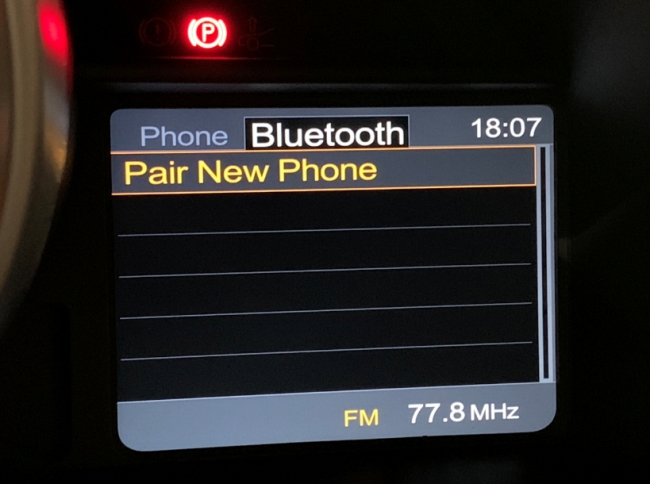 P
Phone Bluetooth 18:07
Pair New Phone
FM 77.8 MHz